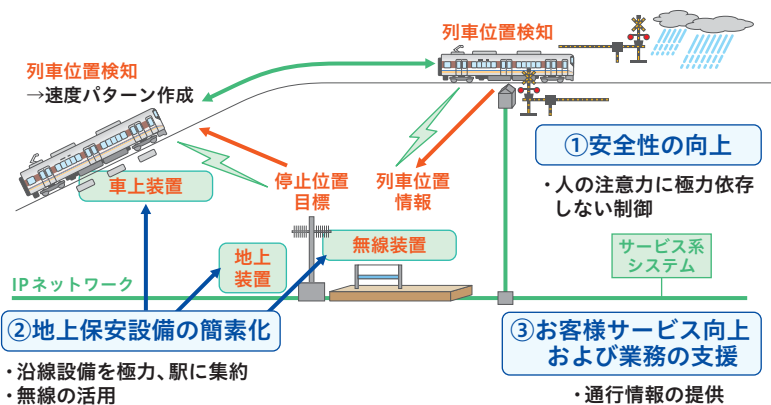 列車位置検知
列車位置検知
→速度パターン作成
①安全性の向上
・人の注意力に極力依存
しない制御
車上装置
停止位置
目標
列車位置
情報
無線装置
地上
装置
サービス系
システム
IPネットワーク
②地上保安設備の簡素化
・沿線設備を極力、駅に集約
・無線の活用
③お客様サービス向上
および業務の支援
・通行情報の提供